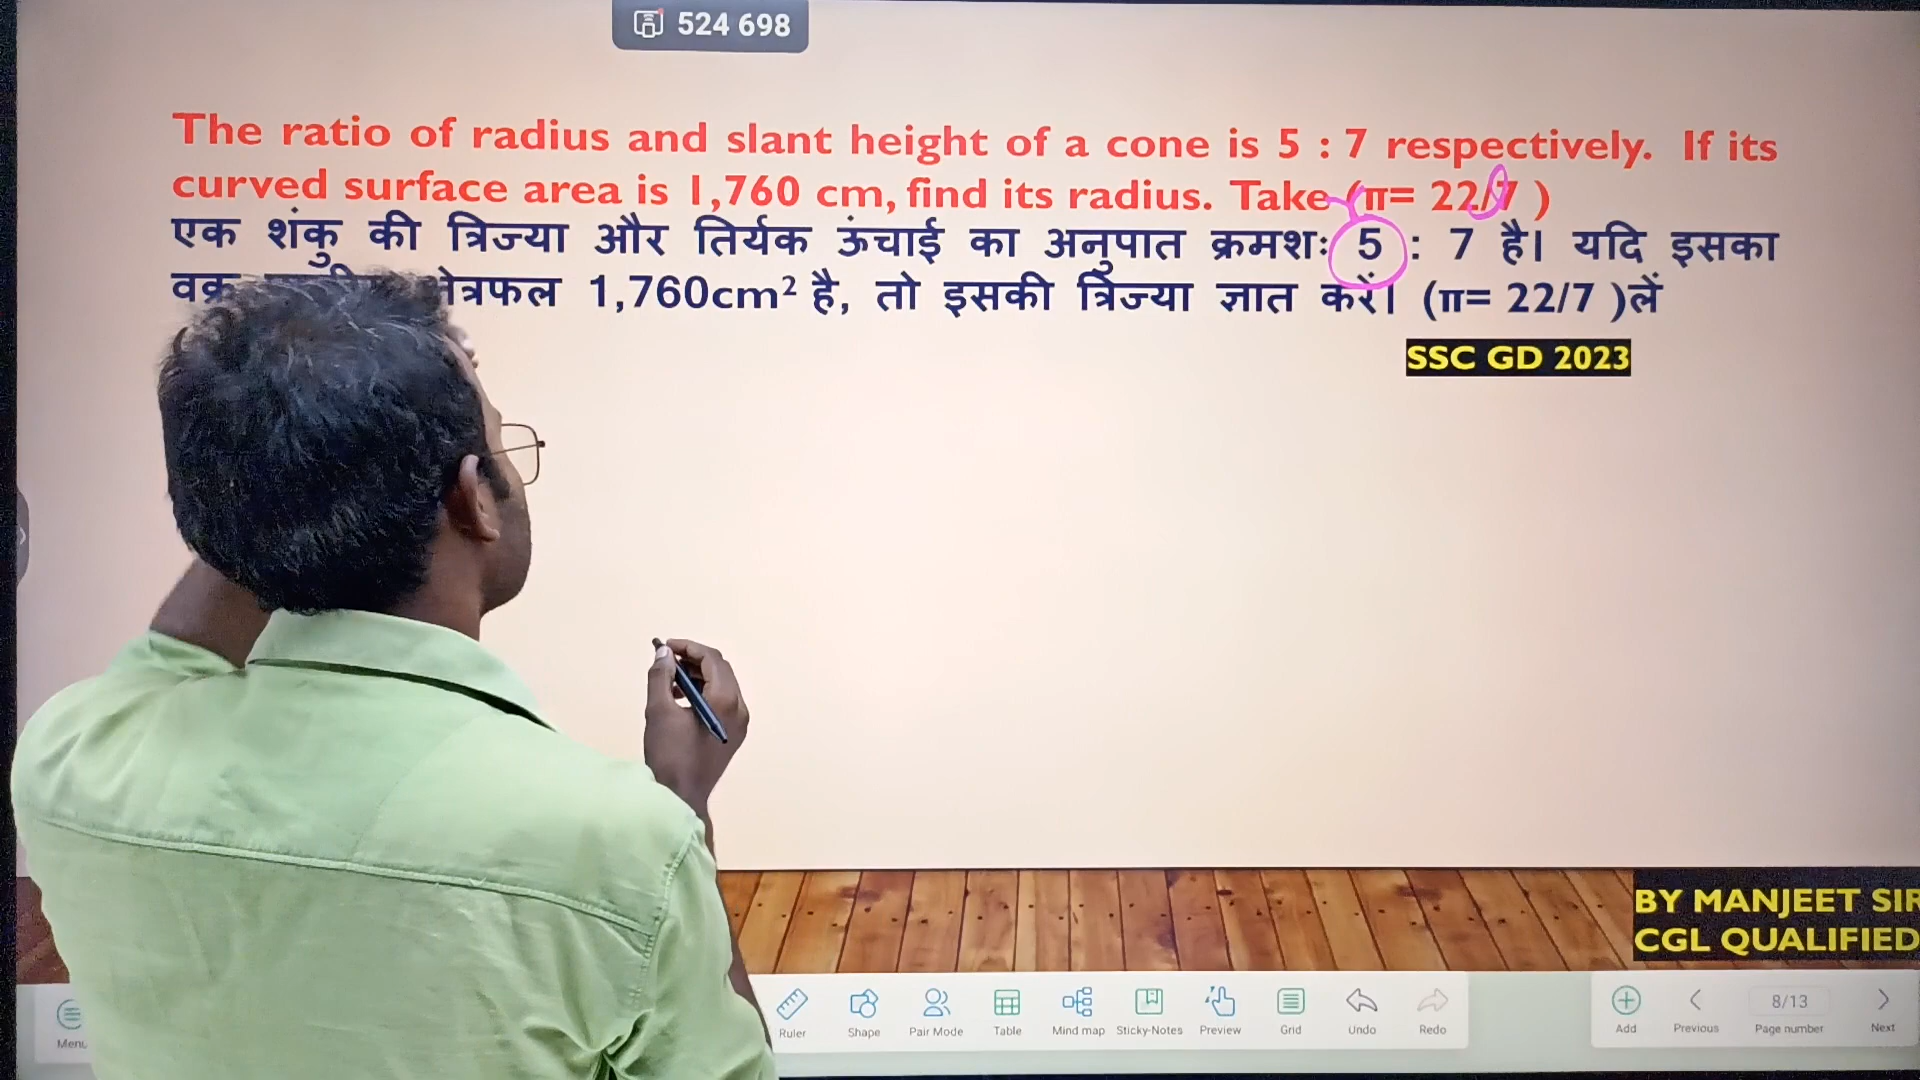 524 698
The ratio of radius and slant height of a cone is 5 : 7 respectively. If its
curved surface area is 1,760 cm, find its radius. Take (π= 22/7 )
एक शंकु की त्रिज्या और तिर्यक ऊंचाई का अनुपात क्रमशः 5 : 7 है। यदि इसका
1,760cm² है, तो इसकी त्रिज्या ज्ञात करें। (π= 22/7 )लें
SSC GD 2023
BY MANJEET SIR
CGL QUALIFIED
Ruler Shape Pair Mode Table Mind map Sticky-Notes Preview Grid Undo Redo Add Previous 8/13 Page number Next